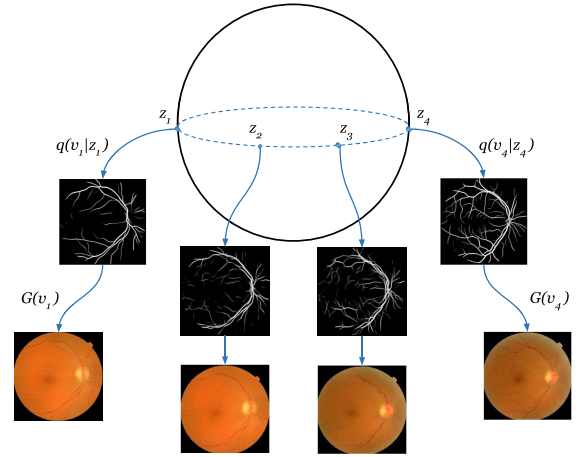 z₁
z₄
z₂
z₃
q(v₁|z₁)
q(v₄|z₄)
G(v₁)
G(v₄)